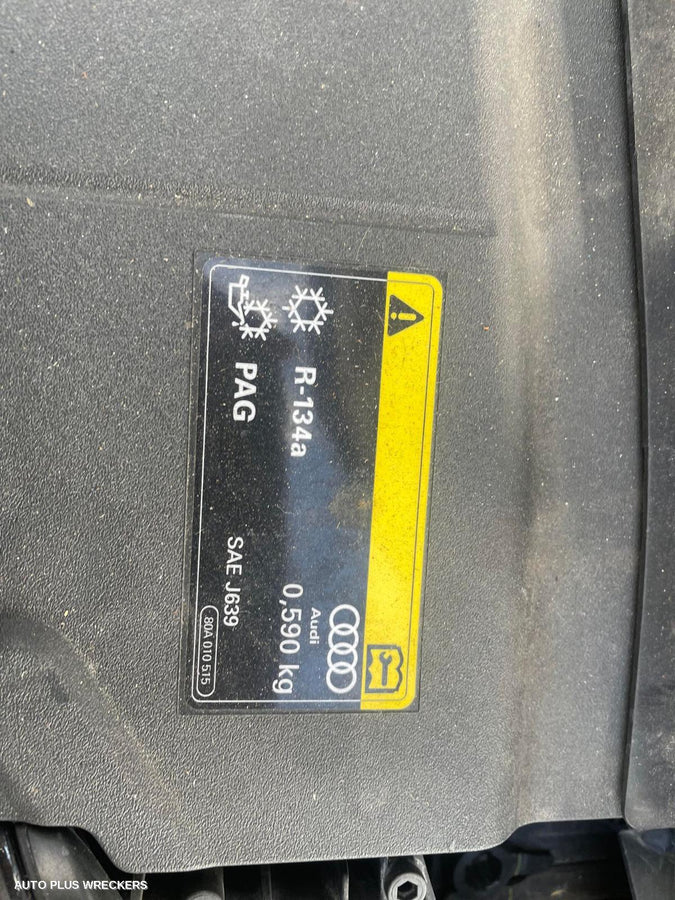 Audi
R-134a 0,590 kg
PAG SAE J639
80A 010 515
AUTO PLUS WRECKERS